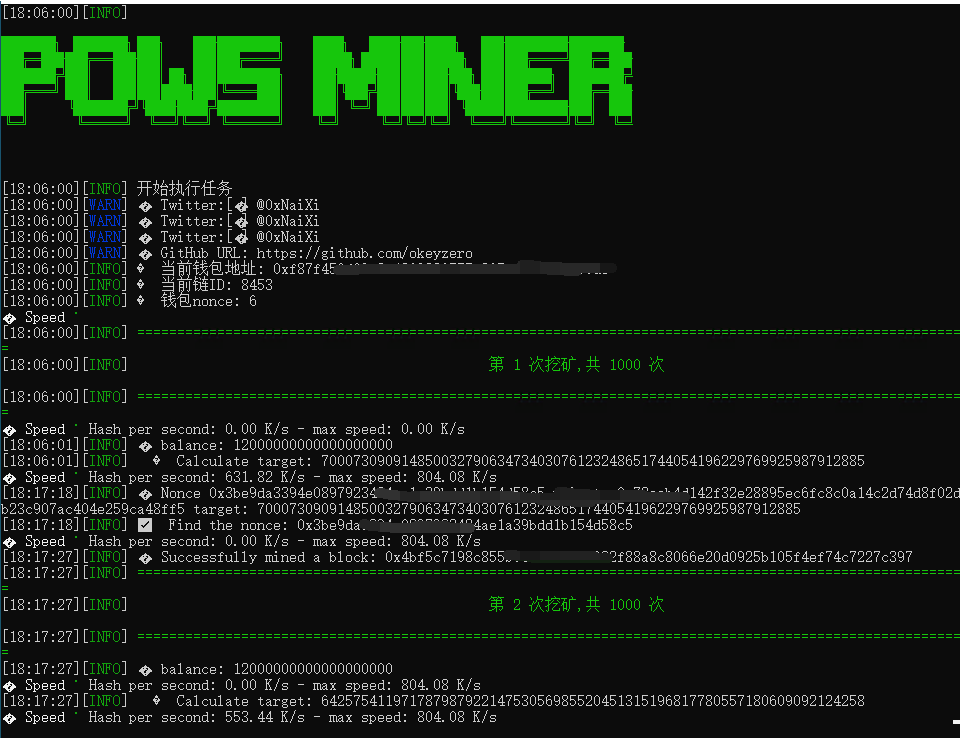 [18:06:00][INFO]
POWS MINER
[18:06:00][INFO] 开始执行任务
[18:06:00][WARN] � Twitter:[� @0xNaiXi
[18:06:00][WARN] � Twitter:[� @0xNaiXi
[18:06:00][WARN] � Twitter:[� @0xNaiXi
[18:06:00][WARN] � GitHub URL: https://github.com/okeyzero
[18:06:00][INFO] � 当前钱包地址: 0xf87f45
[18:06:00][INFO] � 当前链ID: 8453
[18:06:00][INFO] � 钱包nonce: 6
� Speed
[18:06:00][INFO] =======================================================================================================
=
[18:06:00][INFO] 第 1 次挖矿,共 1000 次
[18:06:00][INFO] =======================================================================================================
=
� Speed Hash per second: 0.00 K/s - max speed: 0.00 K/s
[18:06:01][INFO] � balance: 12000000000000000000
[18:06:01][INFO] � Calculate target: 70007309091485003279063473403076123248651744054196229769925987912885
� Speed Hash per second: 631.82 K/s - max speed: 804.08 K/s
[18:17:18][INFO] � Nonce 0x3be9da3394e08979234 142f32e28895ec6fc8c0a14c2d74d8f02d
b23c907ac404e259ca48ff5 target: 70007309091485003279063473403076123248651744054196229769925987912885
[18:17:18][INFO] ✓ Find the nonce: 0x3be9da 4ae1a39bdd1b154d58c5
� Speed Hash per second: 0.00 K/s - max speed: 804.08 K/s
[18:17:27][INFO] � Successfully mined a block: 0x4bf5c7198c855 2f88a8c8066e20d0925b105f4ef74c7227c397
[18:17:27][INFO] =======================================================================================================
=
[18:17:27][INFO] 第 2 次挖矿,共 1000 次
[18:17:27][INFO] =======================================================================================================
=
[18:17:27][INFO] � balance: 12000000000000000000
� Speed Hash per second: 0.00 K/s - max speed: 804.08 K/s
[18:17:27][INFO] � Calculate target: 64257541197178798792214753056985520451315196817780557180609092124258
� Speed Hash per second: 553.44 K/s - max speed: 804.08 K/s